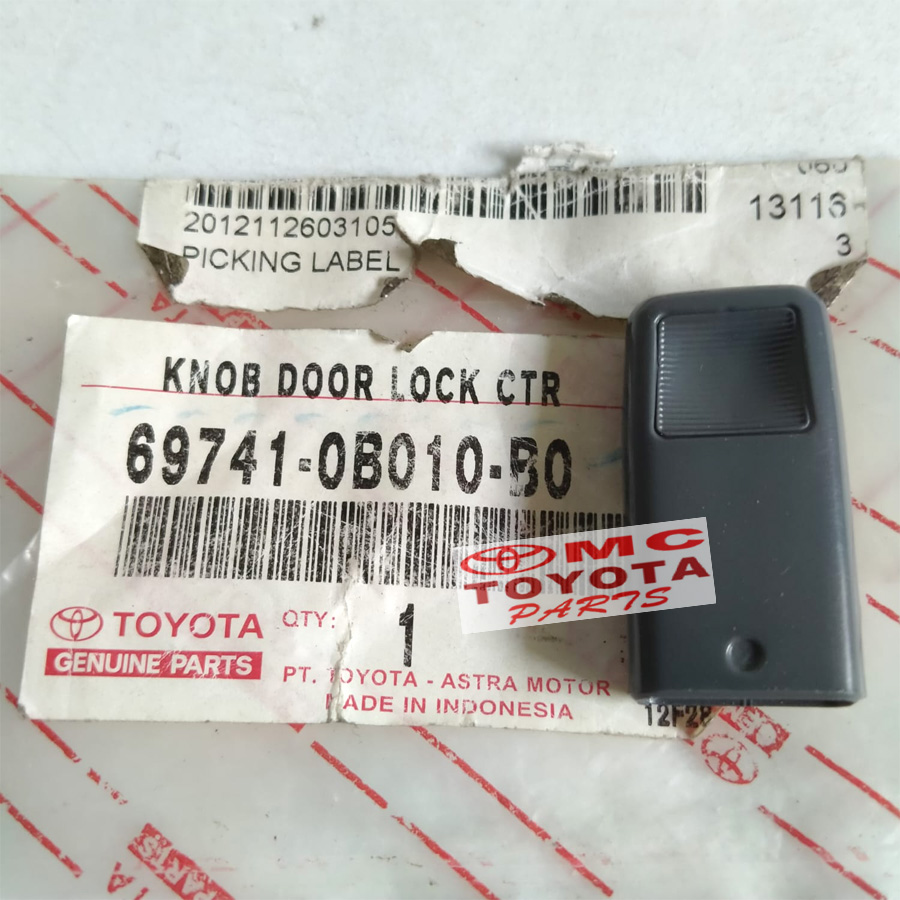 13116
2012112603105
3
PICKING LABEL
KNOB DOOR LOCK CTR
69741-0B010-B0
MC
TOYOTA
PARTS
TOYOTA
QTY: 1
GENUINE PARTS
PT. TOYOTA - ASTRA MOTOR
MADE IN INDONESIA